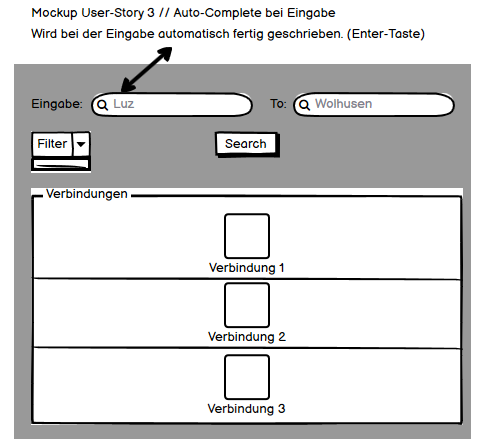 Mockup User-Story 3 // Auto-Complete bei Eingabe
Wird bei der Eingabe automatisch fertig geschrieben. (Enter-Taste)
Eingabe: Luz To: Wolhusen
Filter Search
Verbindungen
Verbindung 1
Verbindung 2
Verbindung 3